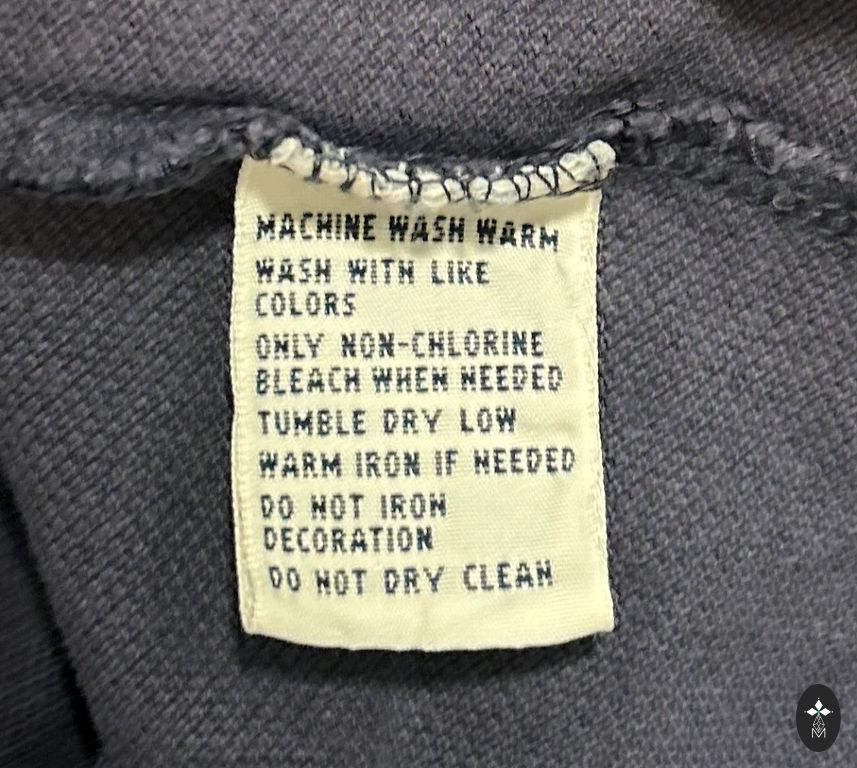 MACHINE WASH WARM
WASH WITH LIKE
COLORS
ONLY NON-CHLORINE
BLEACH WHEN NEEDED
TUMBLE DRY LOW
WARM IRON IF NEEDED
DO NOT IRON
DECORATION
DO NOT DRY CLEAN
M